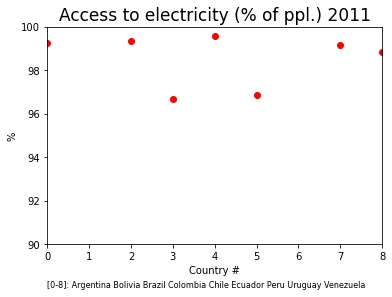 Access to electricity (% of ppl.) 2011
100
98
96
94
92
90
%
0 1 2 3 4 5 6 7 8
Country #
[0-8]: Argentina Bolivia Brazil Colombia Chile Ecuador Peru Uruguay Venezuela